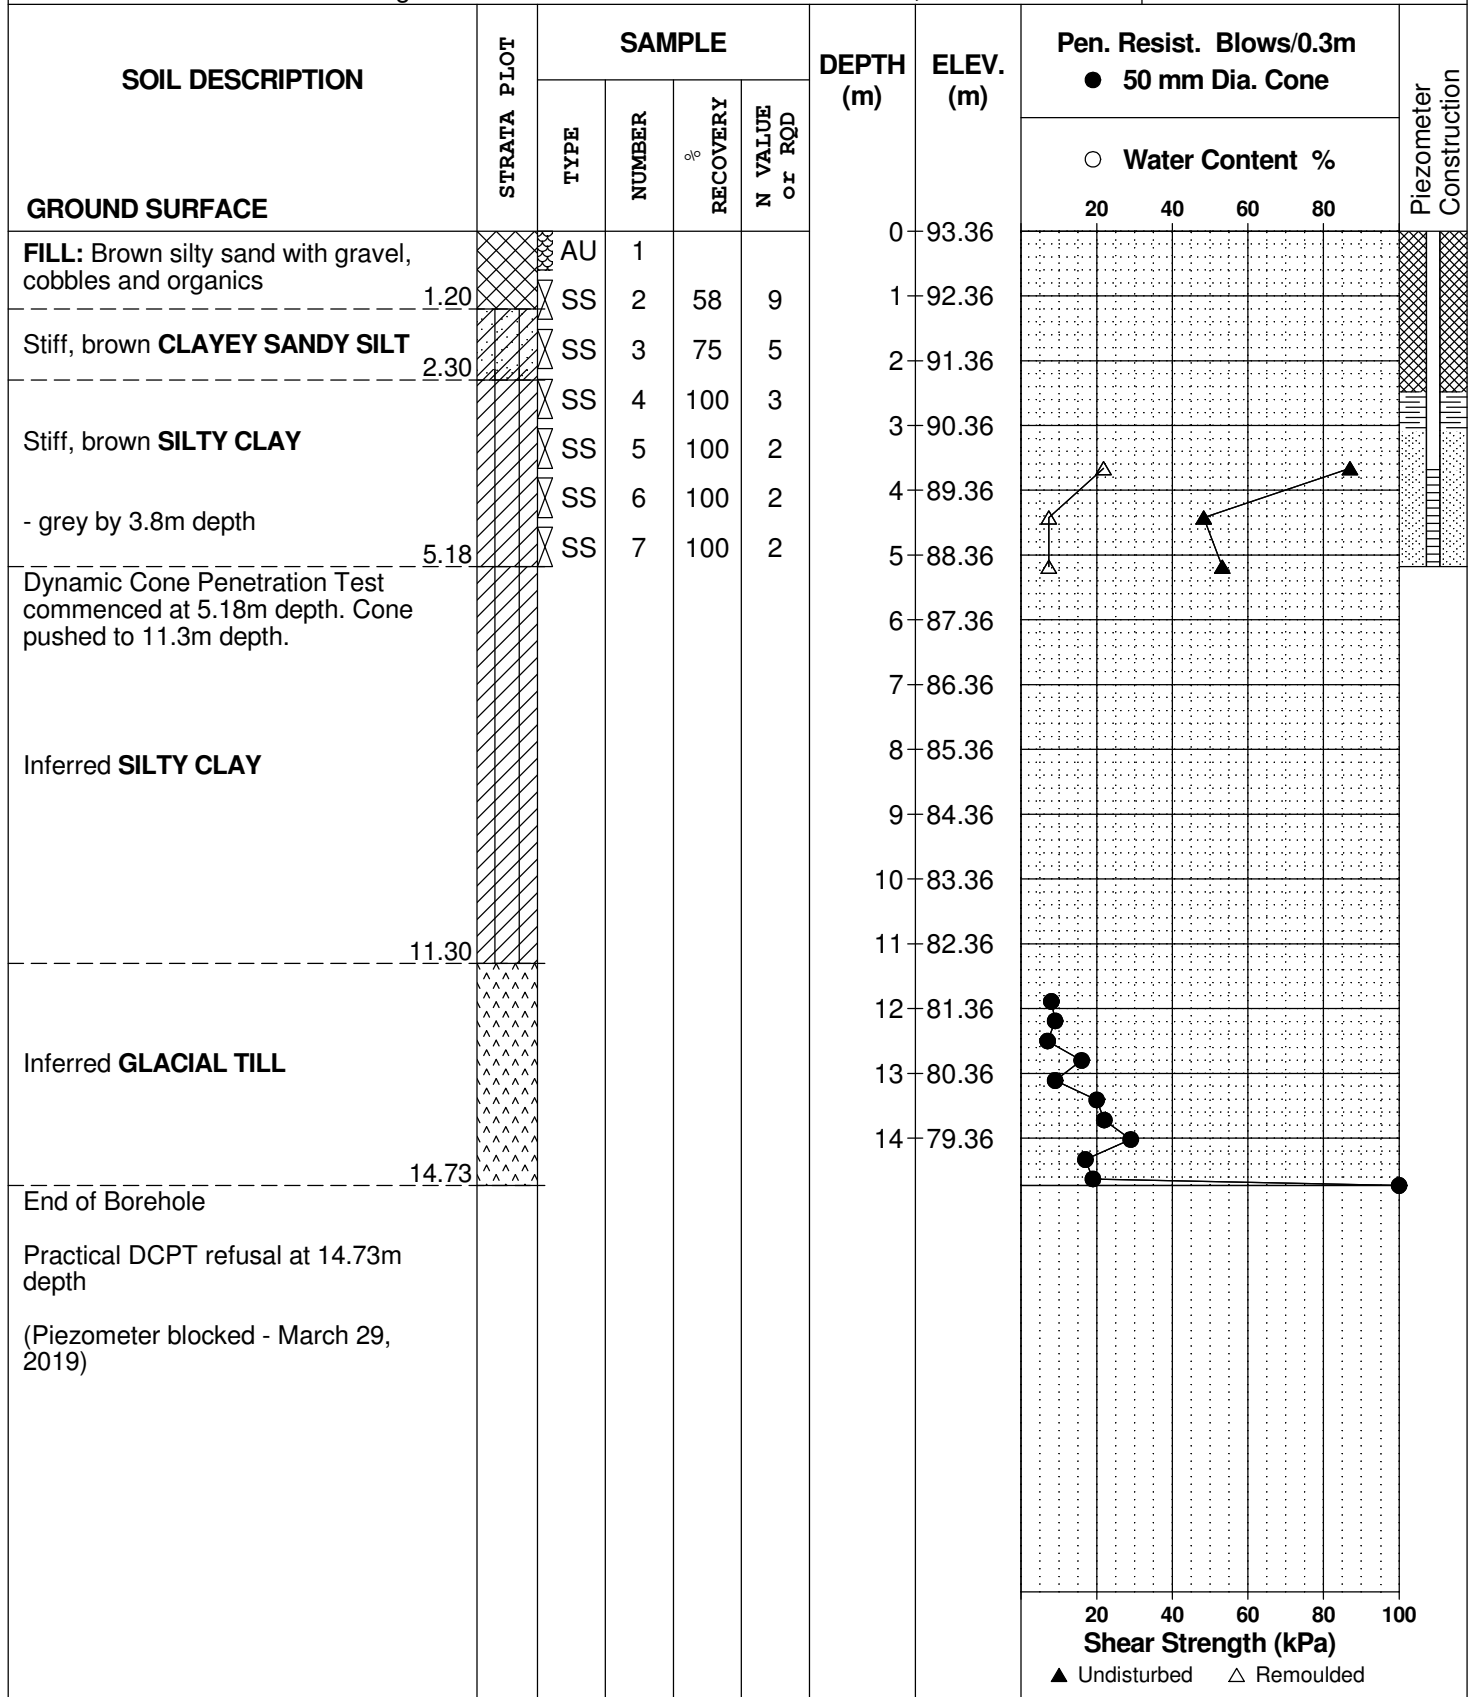 SOIL DESCRIPTION
STRATA PLOT
SAMPLE
TYPE
NUMBER
% RECOVERY
N VALUE or RQD
DEPTH (m)
ELEV. (m)
Pen. Resist. Blows/0.3m
● 50 mm Dia. Cone
○ Water Content %
20 40 60 80
Piezometer Construction
GROUND SURFACE
0 93.36
FILL: Brown silty sand with gravel,
cobbles and organics
1.20
AU 1
SS 2 58 9
1 92.36
Stiff, brown CLAYEY SANDY SILT
2.30
SS 3 75 5
2 91.36
SS 4 100 3
3 90.36
Stiff, brown SILTY CLAY
SS 5 100 2
4 89.36
SS 6 100 2
- grey by 3.8m depth
5.18
SS 7 100 2
5 88.36
Dynamic Cone Penetration Test
commenced at 5.18m depth. Cone
pushed to 11.3m depth.
6 87.36
7 86.36
8 85.36
Inferred SILTY CLAY
9 84.36
10 83.36
11 82.36
11.30
12 81.36
Inferred GLACIAL TILL
13 80.36
14 79.36
14.73
End of Borehole
Practical DCPT refusal at 14.73m
depth
(Piezometer blocked - March 29,
2019)
20 40 60 80 100
Shear Strength (kPa)
▲ Undisturbed △ Remoulded